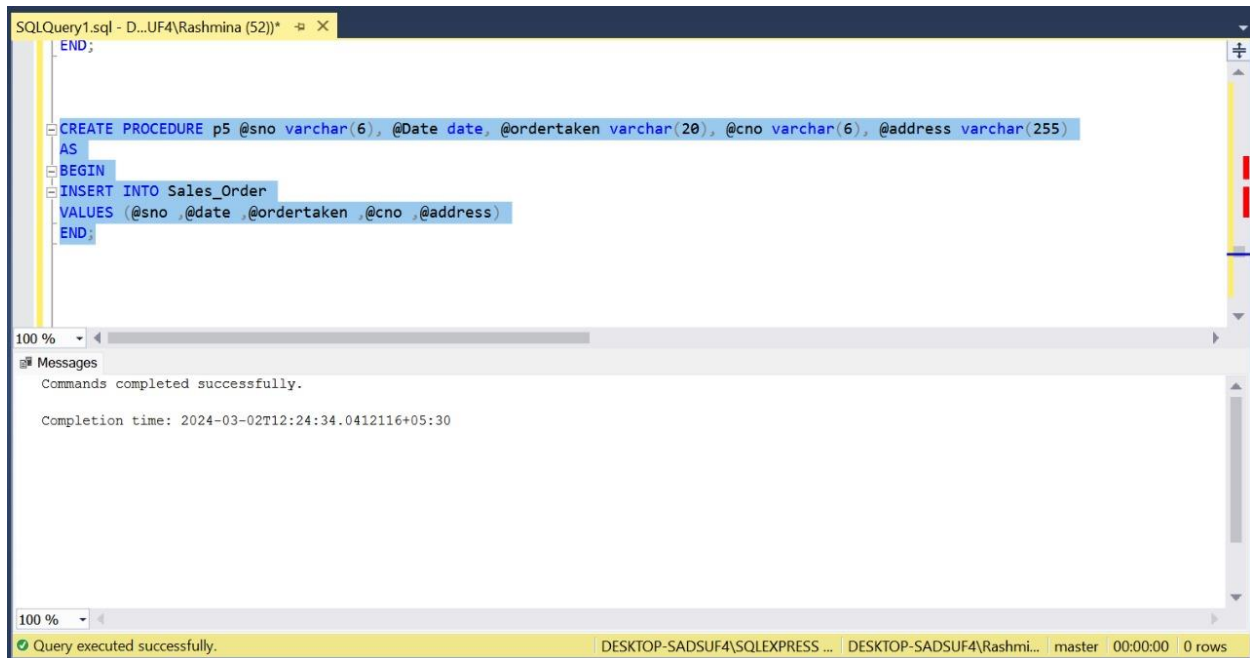 SQLQuery1.sql - D...UF4\Rashmina (52))*
END;
CREATE PROCEDURE p5 @sno varchar(6), @Date date, @ordertaken varchar(20), @cno varchar(6), @address varchar(255)
AS
BEGIN
INSERT INTO Sales_Order
VALUES (@sno ,@date ,@ordertaken ,@cno ,@address)
END;
100 %
Messages
Commands completed successfully.
Completion time: 2024-03-02T12:24:34.0412116+05:30
100 %
Query executed successfully. DESKTOP-SADSUF4\SQLEXPRESS ... DESKTOP-SADSUF4\Rashmi... master 00:00:00 0 rows